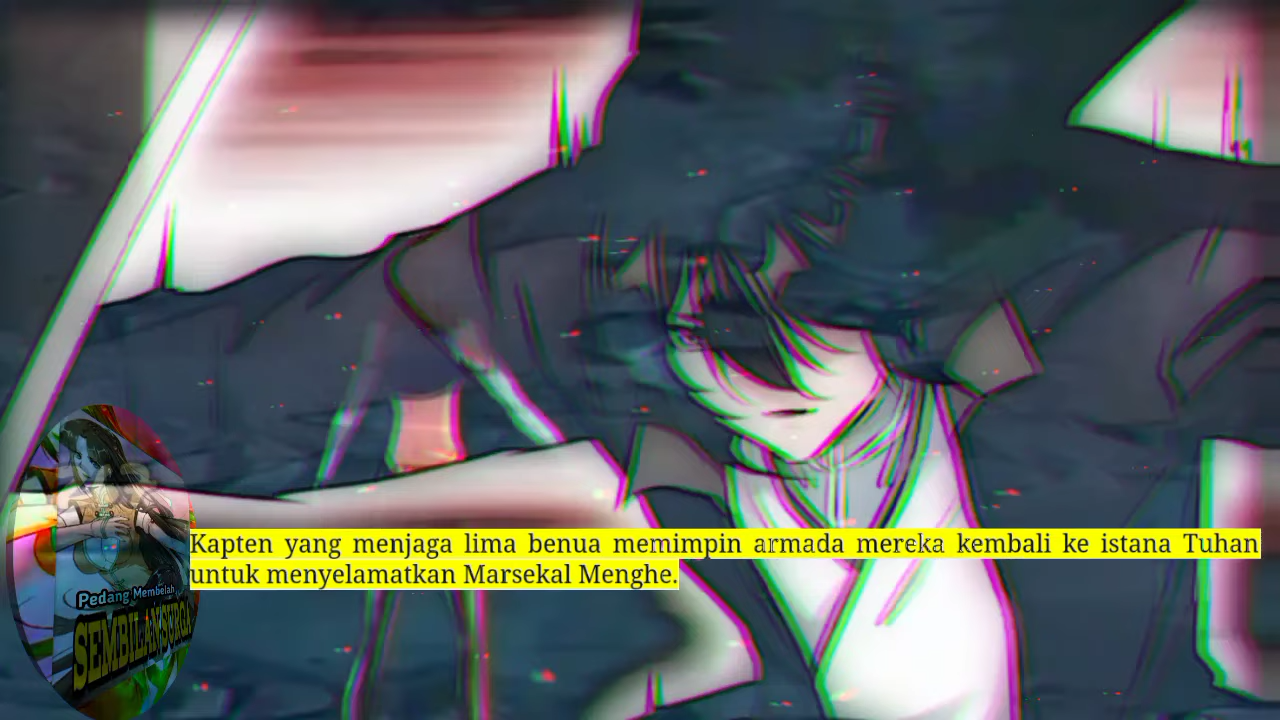 Kapten yang menjaga lima benua memimpin armada mereka kembali ke istana Tuhan
untuk menyelamatkan Marsekal Menghe.
Pedang Membelah
SEMBILAN SURGA